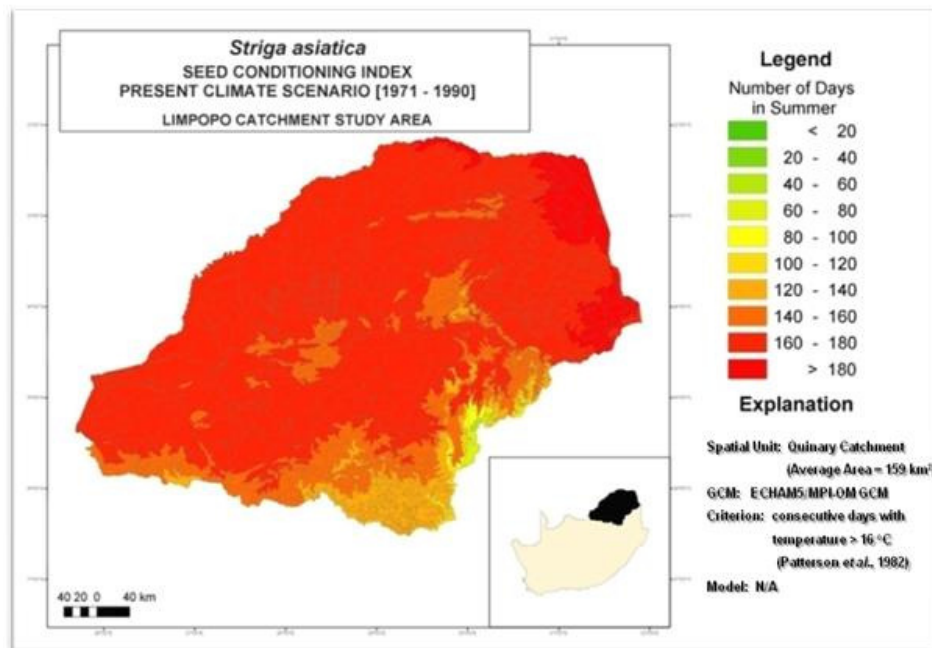 Striga asiatica
SEED CONDITIONING INDEX
PRESENT CLIMATE SCENARIO [1971 - 1990]
LIMPOPO CATCHMENT STUDY AREA
Legend
Number of Days
in Summer
< 20
20 - 40
40 - 60
60 - 80
80 - 100
100 - 120
120 - 140
140 - 160
160 - 180
> 180
Explanation
Spatial Unit: Quinary Catchment
(Average Area = 159 km²
GCM: ECHAM5/MPI-OM GCM
Criterion: consecutive days with
temperature > 16 °C
(Patterson et al., 1982)
Model: N/A
40 20 0 40 km